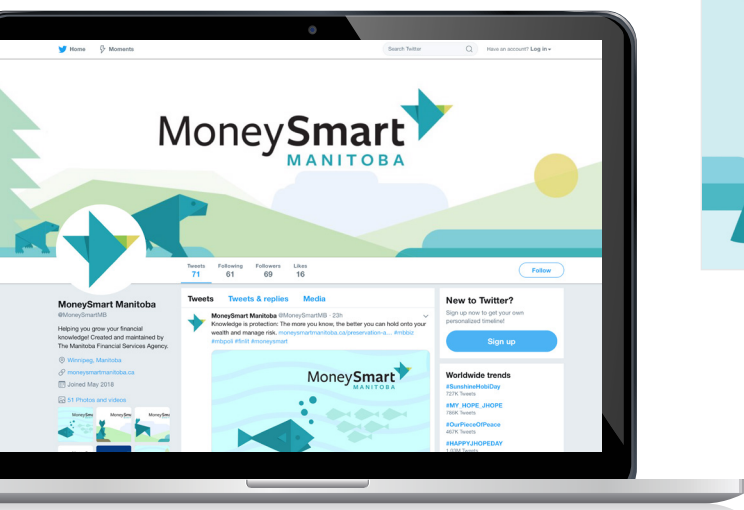 Home
Moments
Search Twitter
Have an account? Log in
MoneySmart
MANITOBA
Tweets
71
Following
61
Followers
69
Likes
16
Follow
MoneySmart Manitoba
@MoneySmartMB
Helping you grow your financial
knowledge! Created and maintained by
The Manitoba Financial Services Agency.
Winnipeg, Manitoba
moneysmartmanitoba.ca
Joined May 2018
51 Photos and videos
MoneySm
MoneySm
MoneySm
Tweets
Tweets & replies
Media
MoneySmart Manitoba @MoneySmartMB · 23h
Knowledge is protection: The more you know, the better you can hold onto your
wealth and manage risk. moneysmartmanitoba.ca/preservation-a… #mbbiz
#mbpoli #finlit #moneysmart
MoneySmart
MANITOBA
New to Twitter?
Sign up now to get your own
personalized timeline!
Sign up
Worldwide trends
#SunshineHobiDay
727K Tweets
#MY_HOPE_JHOPE
#OurPieceOfPeace
467K Tweets
#HAPPYJHOPEDAY